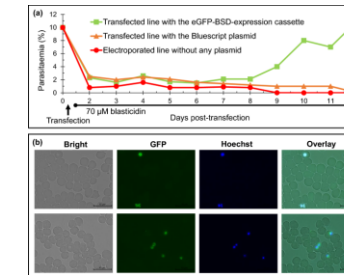 (a)
Transfected line with the eGFP-BSD-expression cassette
Transfected line with the Bluescript plasmid
Electroporated line without any plasmid
Parasitaemia (%)
12
10
8
6
4
2
0
0 2 3 4 5 6 7 8 9 10 11
70 µM blasticidin
Transfection
Days post-transfection
(b)
Bright GFP Hoechst Overlay